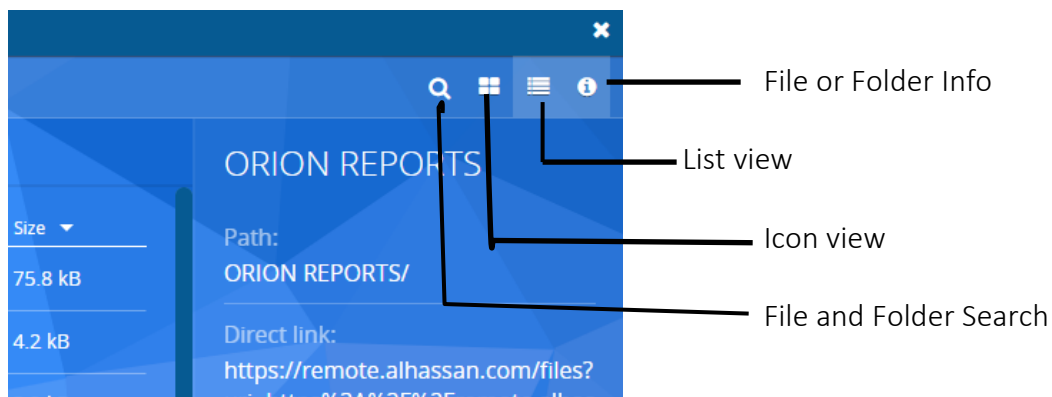 File or Folder Info
List view
ORION REPORTS
Size
Path:
Icon view
75.8 kB
ORION REPORTS/
File and Folder Search
4.2 kB
Direct link:
https://remote.alhassan.com/files?